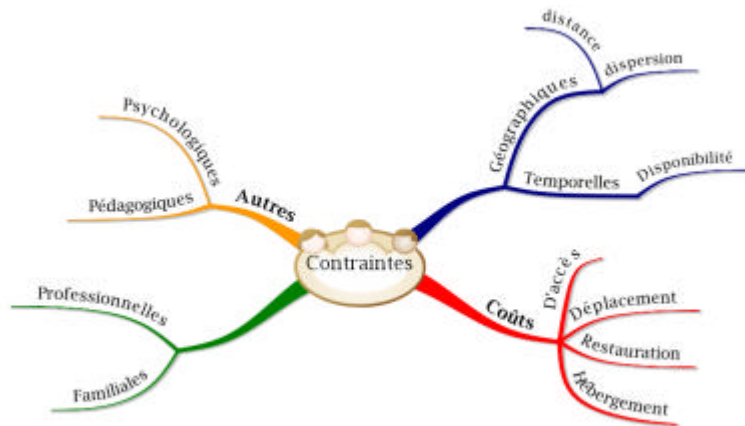 Contraintes
Géographiques
distance
dispersion
Temporelles
Disponibilité
Coûts
D'accès
Déplacement
Restauration
Hébergement
Autres
Psychologiques
Pédagogiques
Professionnelles
Familiales